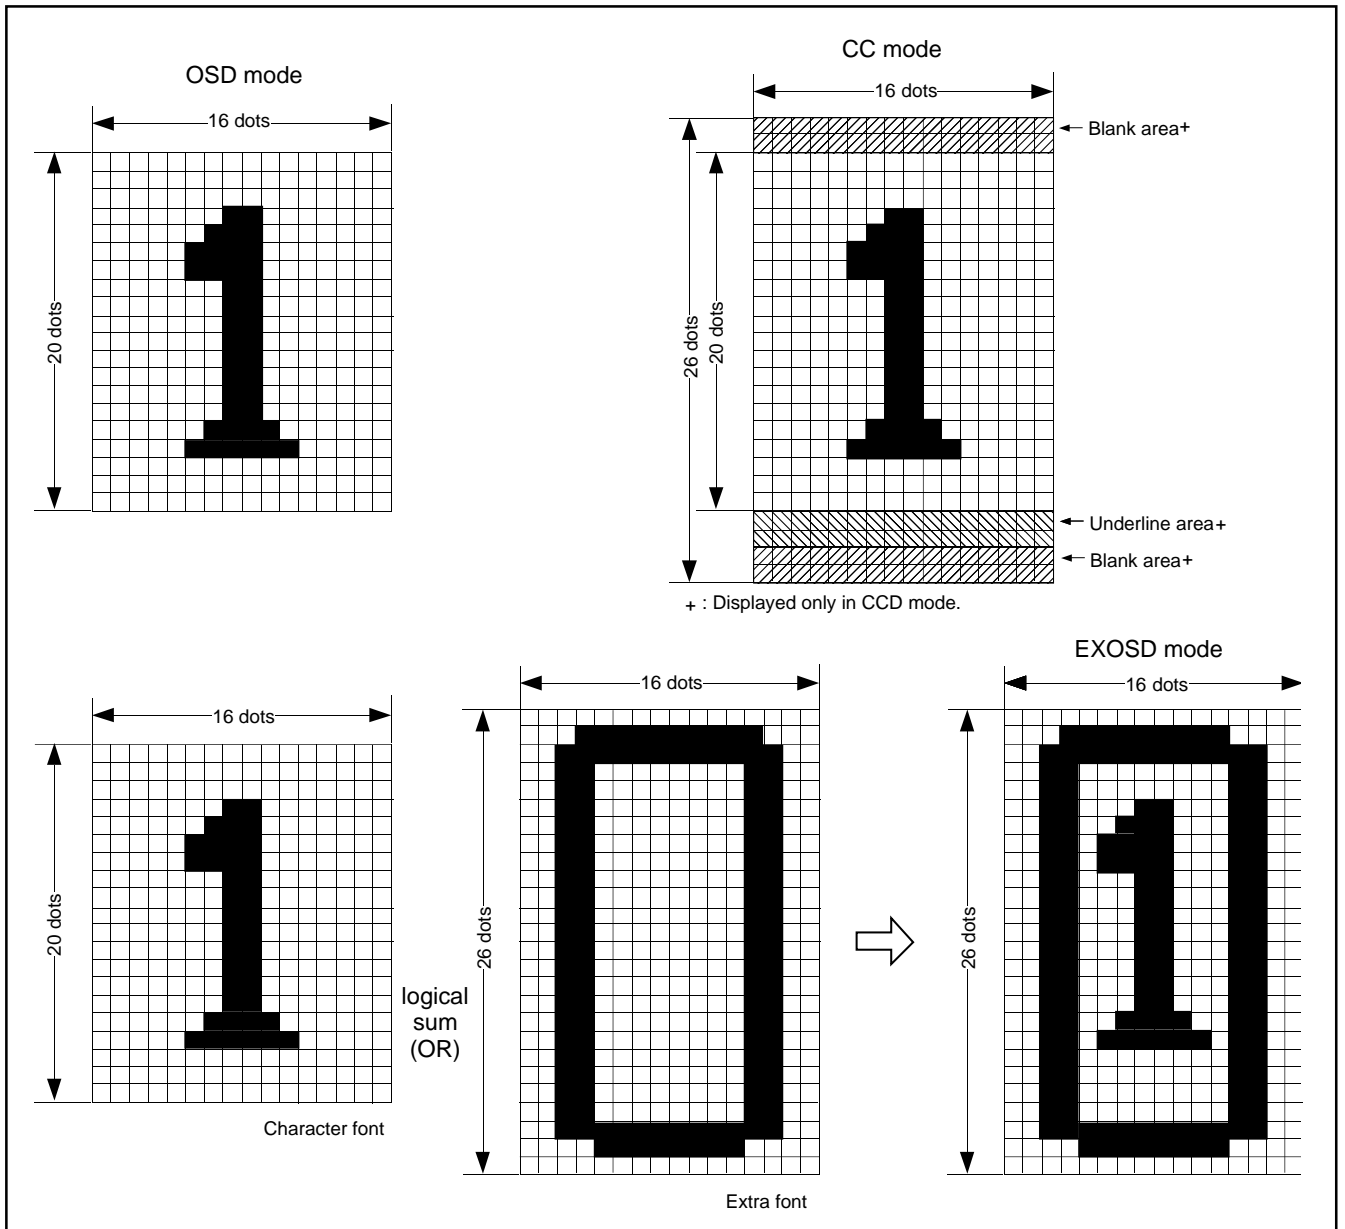 OSD mode
16 dots
20 dots
CC mode
16 dots
26 dots
20 dots
Blank area+
Underline area+
Blank area+
+ : Displayed only in CCD mode.
16 dots
20 dots
Character font
logical
sum
(OR)
16 dots
26 dots
Extra font
EXOSD mode
16 dots
26 dots